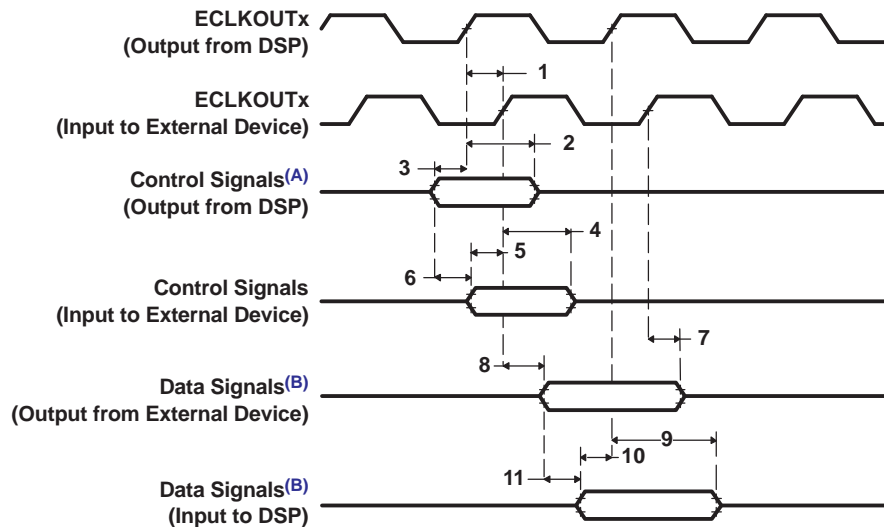 ECLKOUTx
(Output from DSP)
1
ECLKOUTx
(Input to External Device)
2
3
Control Signals(A)
(Output from DSP)
4
5
6
Control Signals
(Input to External Device)
7
8
Data Signals(B)
(Output from External Device)
9
10
11
Data Signals(B)
(Input to DSP)